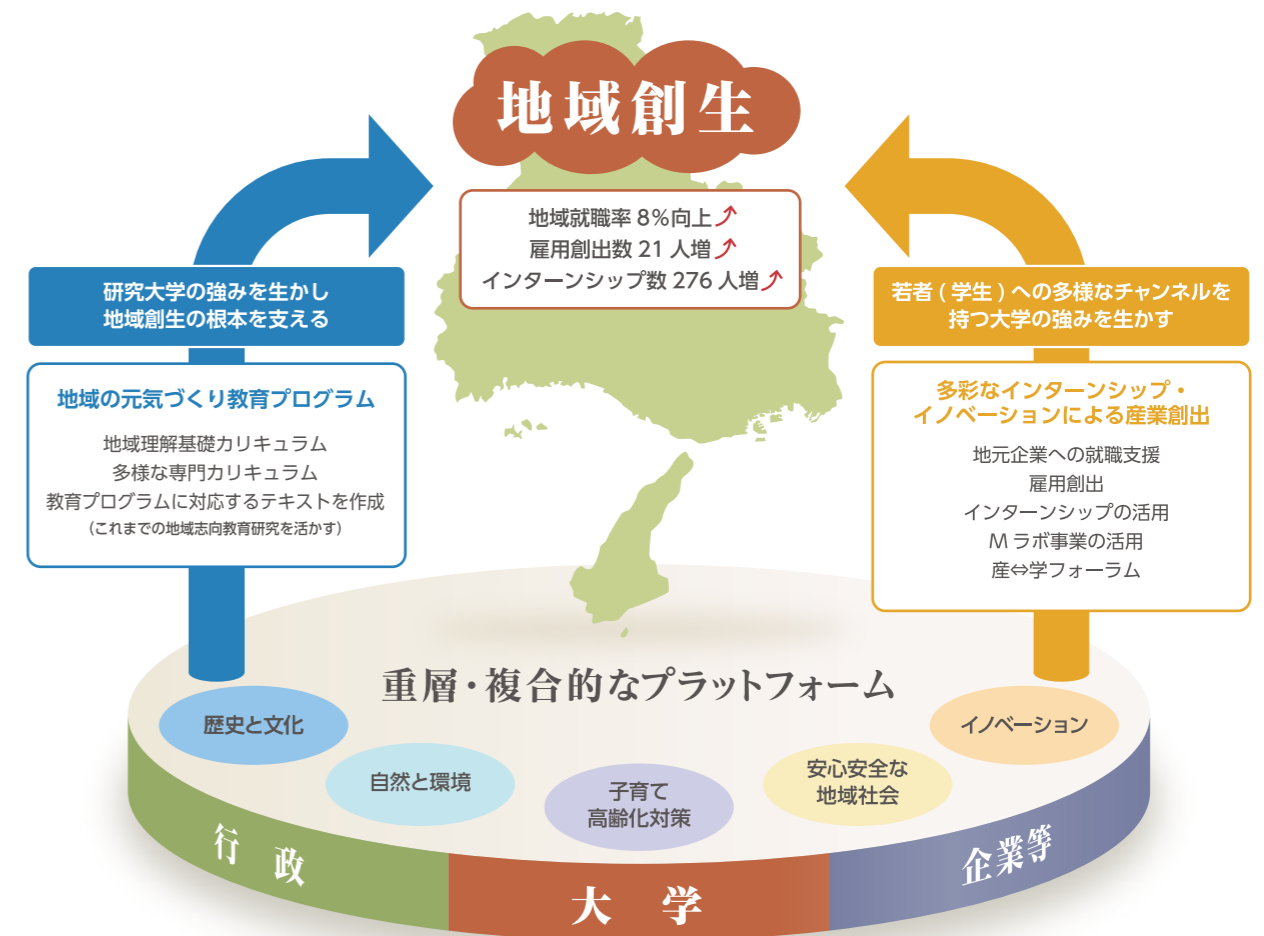 地域創生
地域就職率 8%向上
雇用創出数 21 人増
インターンシップ数 276 人増
研究大学の強みを生かし
地域創生の根本を支える
地域の元気づくり教育プログラム
地域理解基礎カリキュラム
多様な専門カリキュラム
教育プログラムに対応するテキストを作成
（これまでの地域志向教育研究を活かす）
若者 ( 学生 ) への多様なチャンネルを
持つ大学の強みを生かす
多彩なインターンシップ・
イノベーションによる産業創出
地元企業への就職支援
雇用創出
インターンシップの活用
M ラボ事業の活用
産⇔学フォーラム
重層・複合的なプラットフォーム
歴史と文化
自然と環境
子育て
高齢化対策
安心安全な
地域社会
イノベーション
行 政
大 学
企業等